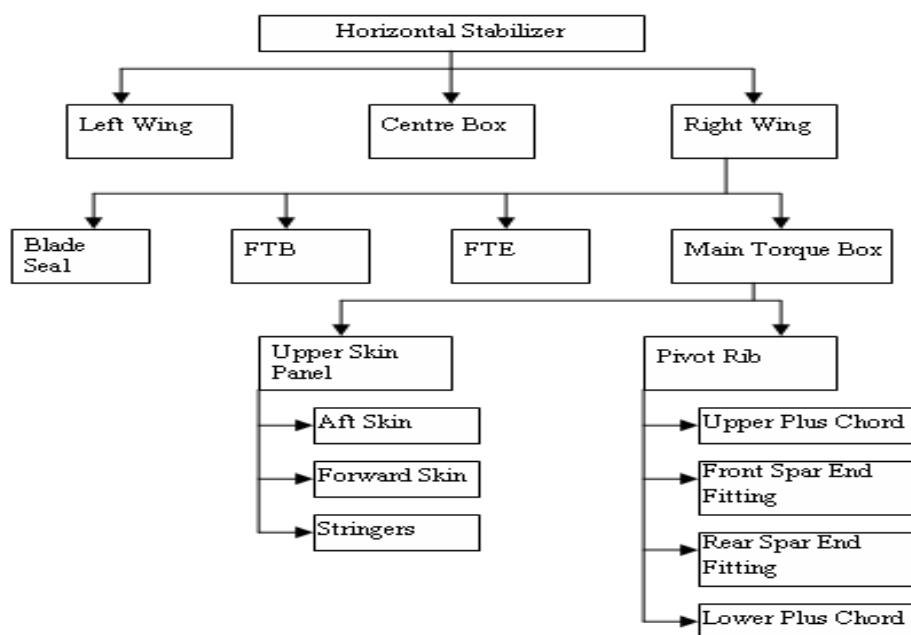 Horizontal Stabilizer
Left Wing
Centre Box
Right Wing
Blade
Seal
FTB
FTE
Main Torque Box
Upper Skin
Panel
Pivot Rib
Aft Skin
Forward Skin
Stringers
Upper Plus Chord
Front Spar End
Fitting
Rear Spar End
Fitting
Lower Plus Chord